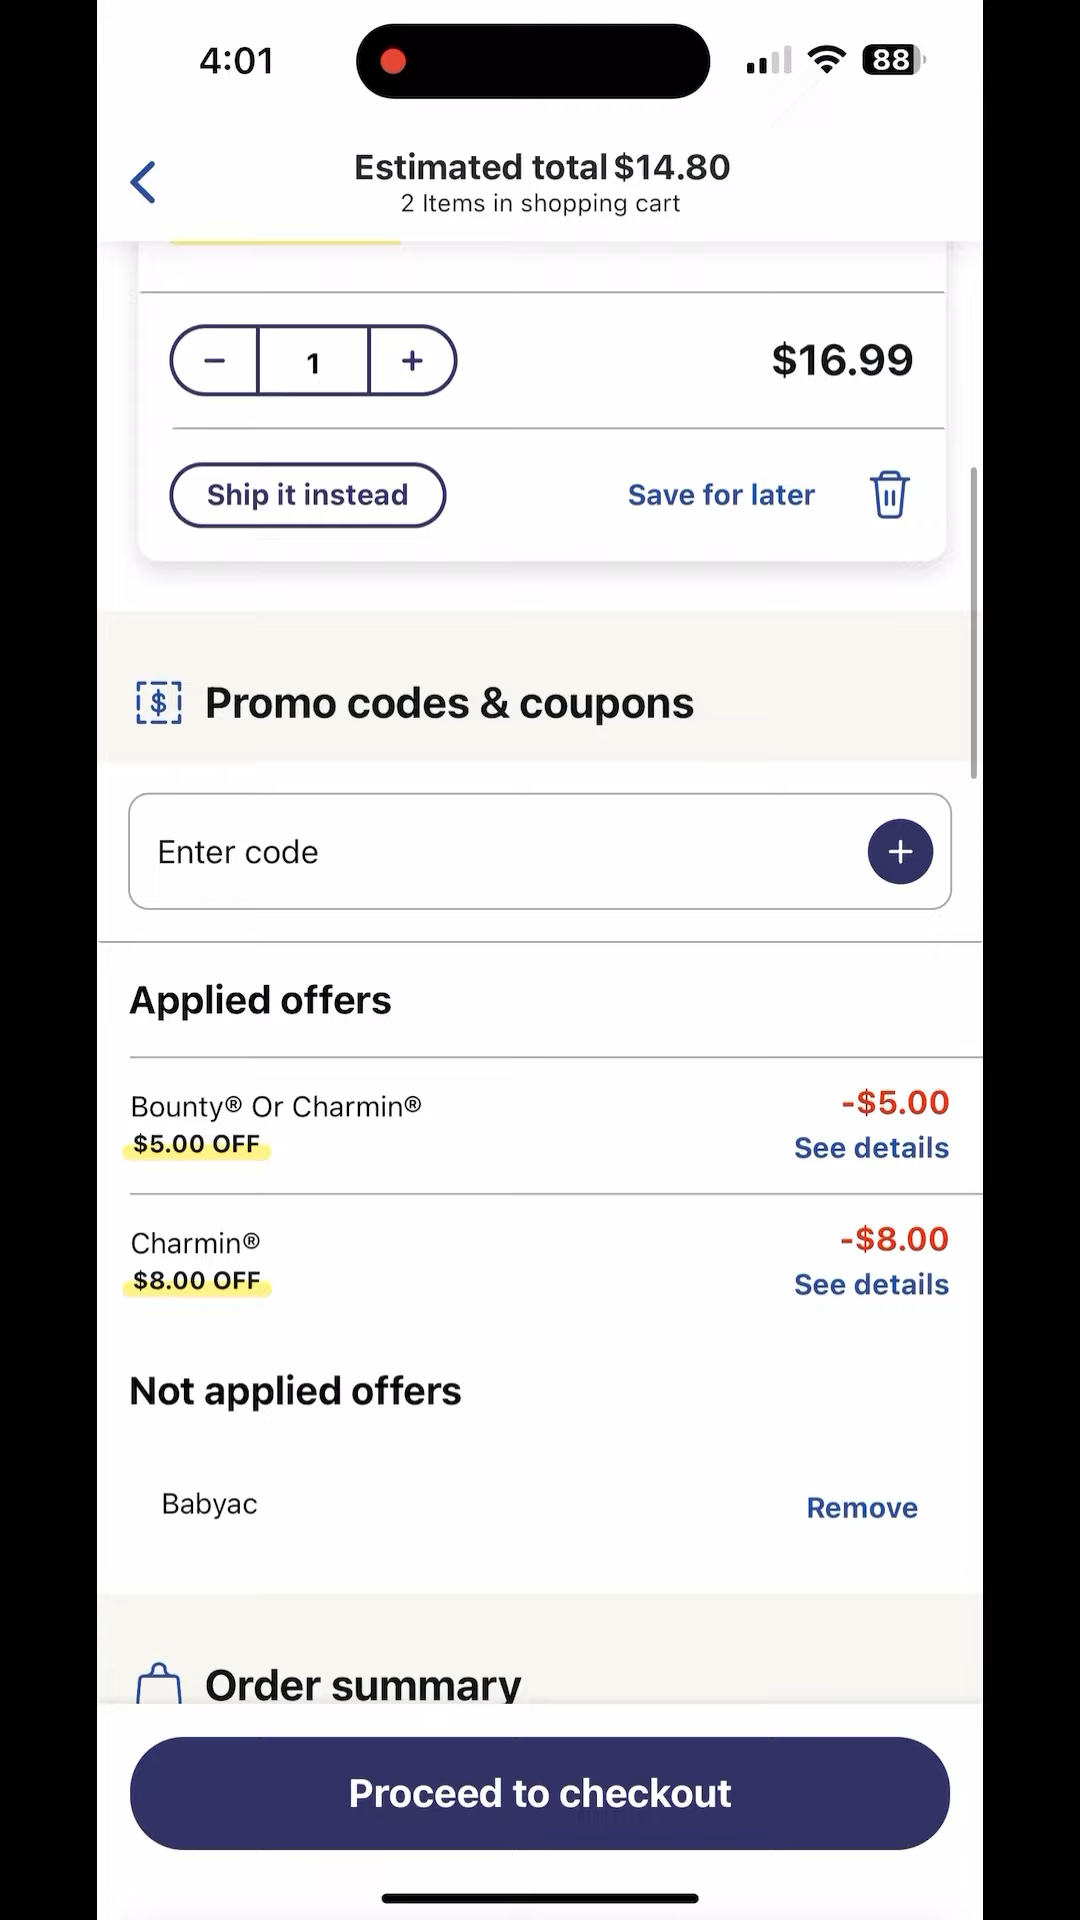 4:01
88
Estimated total $14.80
2 Items in shopping cart
− 1 +
$16.99
Ship it instead
Save for later
$ Promo codes & coupons
Enter code
+
Applied offers
Bounty® Or Charmin®
-$5.00
$5.00 OFF
See details
Charmin®
-$8.00
$8.00 OFF
See details
Not applied offers
Babyac
Remove
Order summary
Proceed to checkout